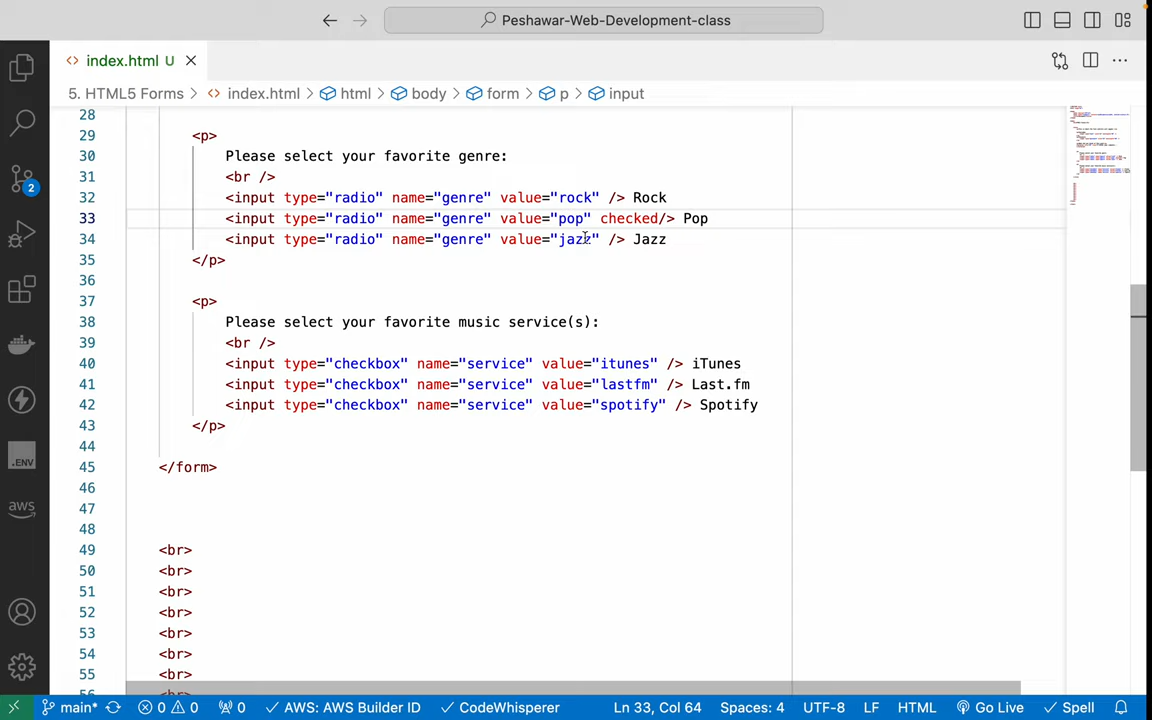 Peshawar-Web-Development-class
index.html U
5. HTML5 Forms > index.html > html > body > form > p > input
28
29 <p>
30 Please select your favorite genre:
31 <br />
32 <input type="radio" name="genre" value="rock" /> Rock
33 <input type="radio" name="genre" value="pop" checked/> Pop
34 <input type="radio" name="genre" value="jazz" /> Jazz
35 </p>
36
37 <p>
38 Please select your favorite music service(s):
39 <br />
40 <input type="checkbox" name="service" value="itunes" /> iTunes
41 <input type="checkbox" name="service" value="lastfm" /> Last.fm
42 <input type="checkbox" name="service" value="spotify" /> Spotify
43 </p>
44
45 </form>
46
47
48
49 <br>
50 <br>
51 <br>
52 <br>
53 <br>
54 <br>
55 <br>
2
.ENV
aws
main* 0 0 0 AWS: AWS Builder ID CodeWhisperer Ln 33, Col 64 Spaces: 4 UTF-8 LF HTML Go Live Spell